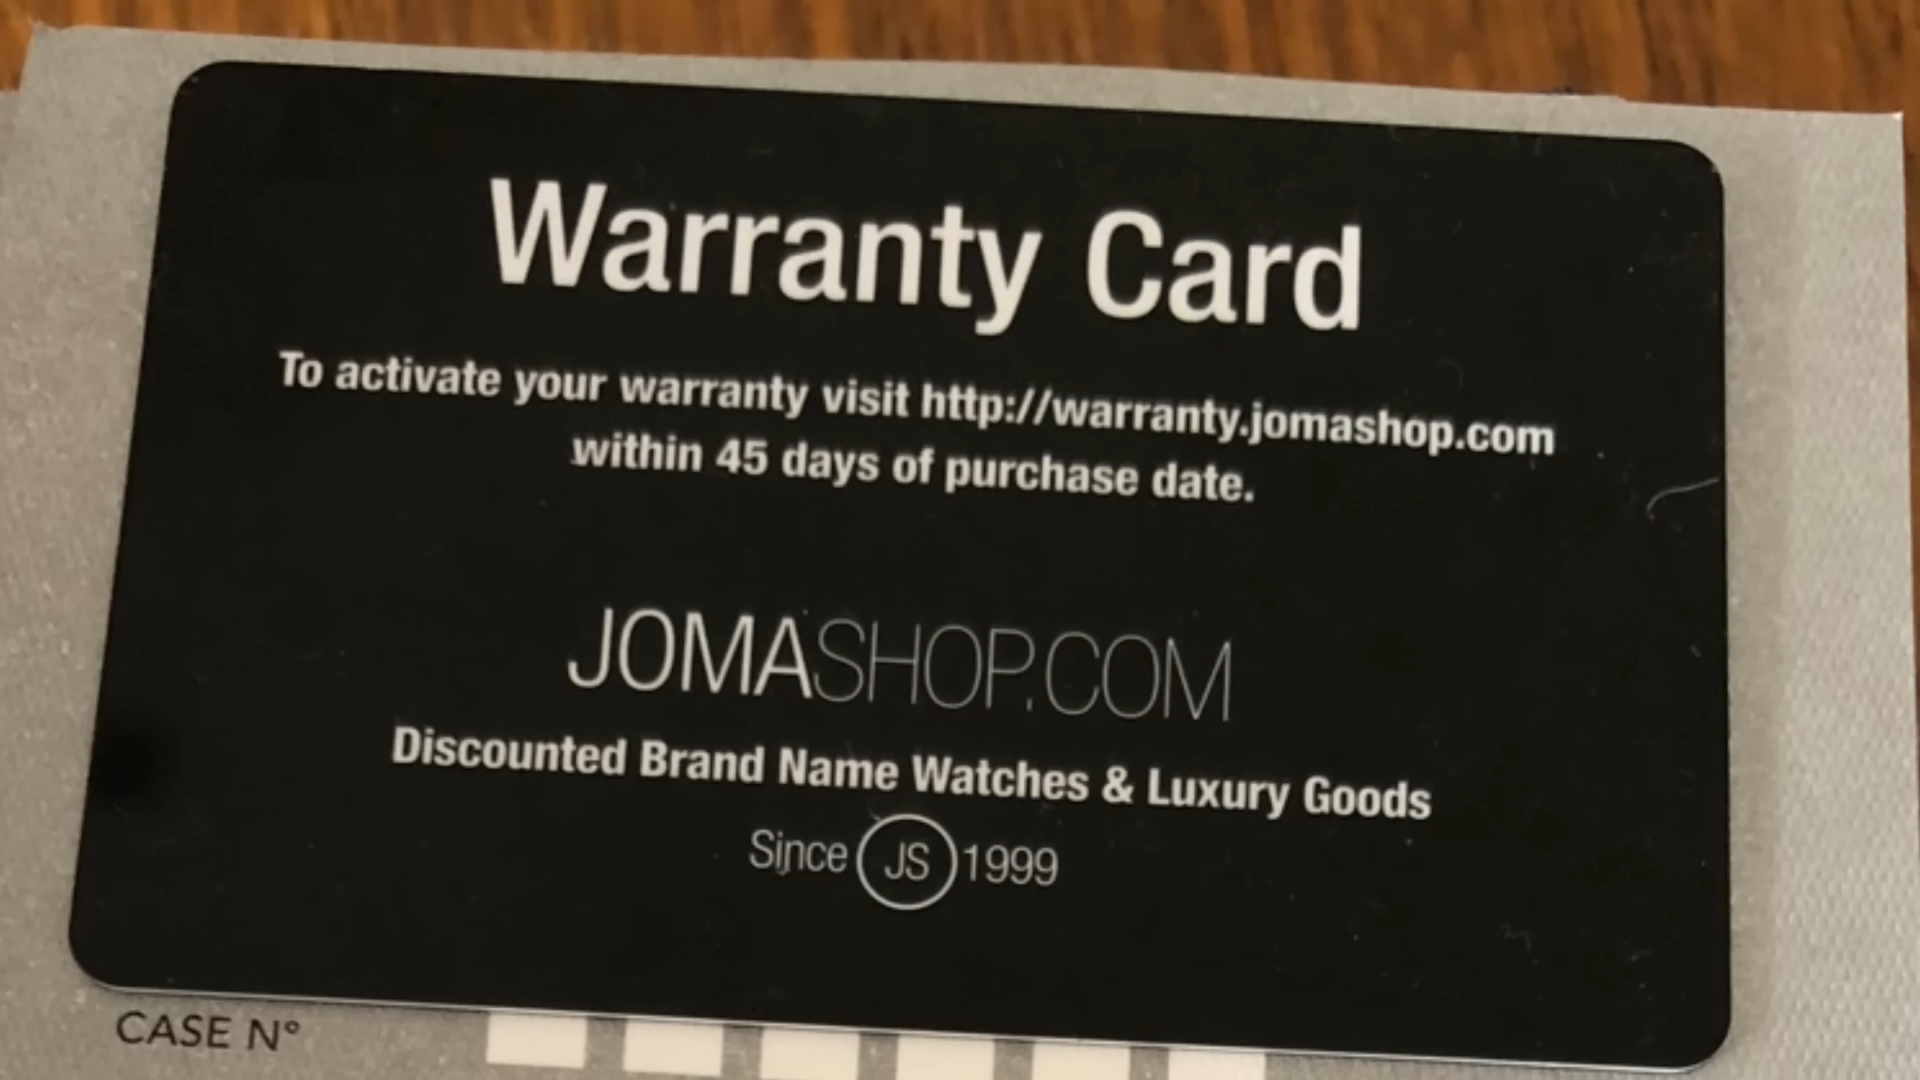 Warranty Card
To activate your warranty visit http://warranty.jomashop.com
within 45 days of purchase date.
JOMASHOP.COM
Discounted Brand Name Watches & Luxury Goods
Since JS 1999
CASE N°